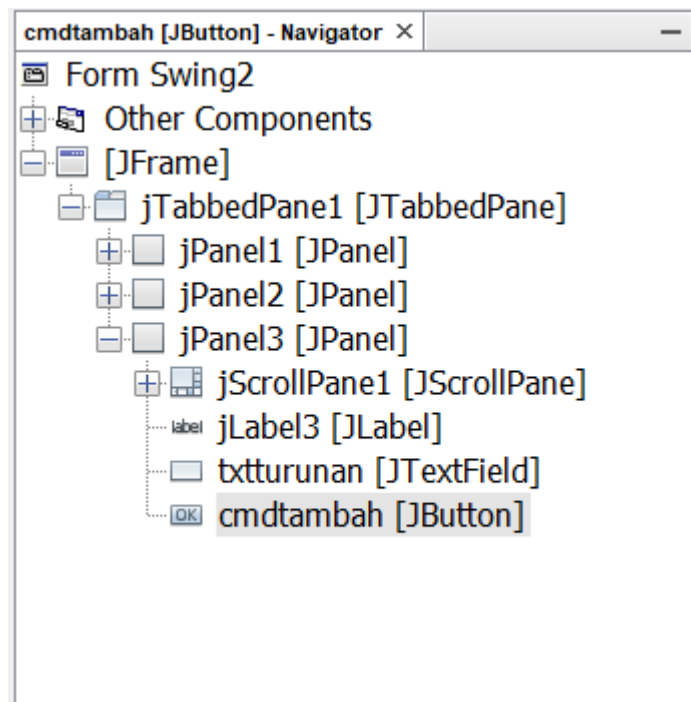 cmdtambah [JButton] - Navigator ×
Form Swing2
Other Components
[JFrame]
jTabbedPane1 [JTabbedPane]
jPanel1 [JPanel]
jPanel2 [JPanel]
jPanel3 [JPanel]
jScrollPane1 [JScrollPane]
label jLabel3 [JLabel]
txtturunan [JTextField]
OK cmdtambah [JButton]